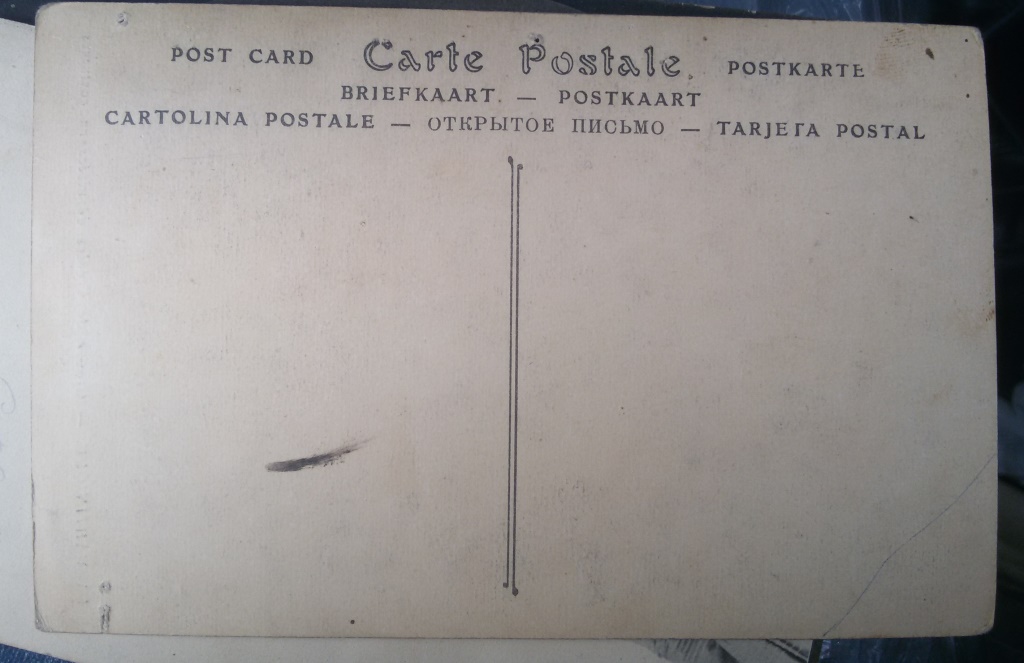 POST CARD Carte Postale. POSTKARTE
BRIEFKAART. — POSTKAART
CARTOLINA POSTALE — ОТКРЫТОЕ ПИСЬМО — TARJETA POSTAL